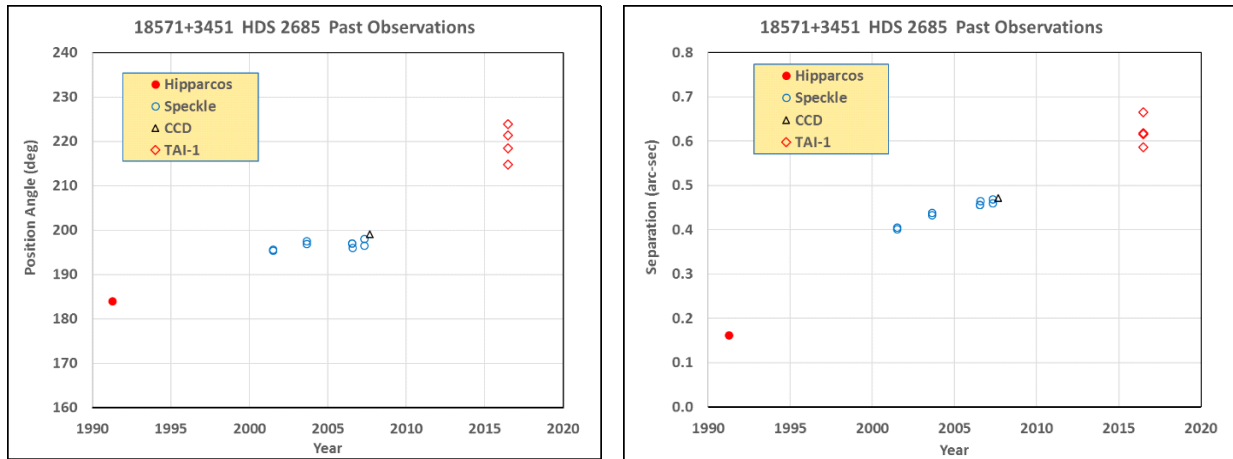 18571+3451 HDS 2685 Past Observations
240
230
220
210
200
190
180
170
160
Position Angle (deg)
Hipparcos
Speckle
CCD
TAI-1
1990 1995 2000 2005 2010 2015 2020
Year
18571+3451 HDS 2685 Past Observations
0.8
0.7
0.6
0.5
0.4
0.3
0.2
0.1
0.0
Separation (arc-sec)
Hipparcos
Speckle
CCD
TAI-1
1990 1995 2000 2005 2010 2015 2020
Year